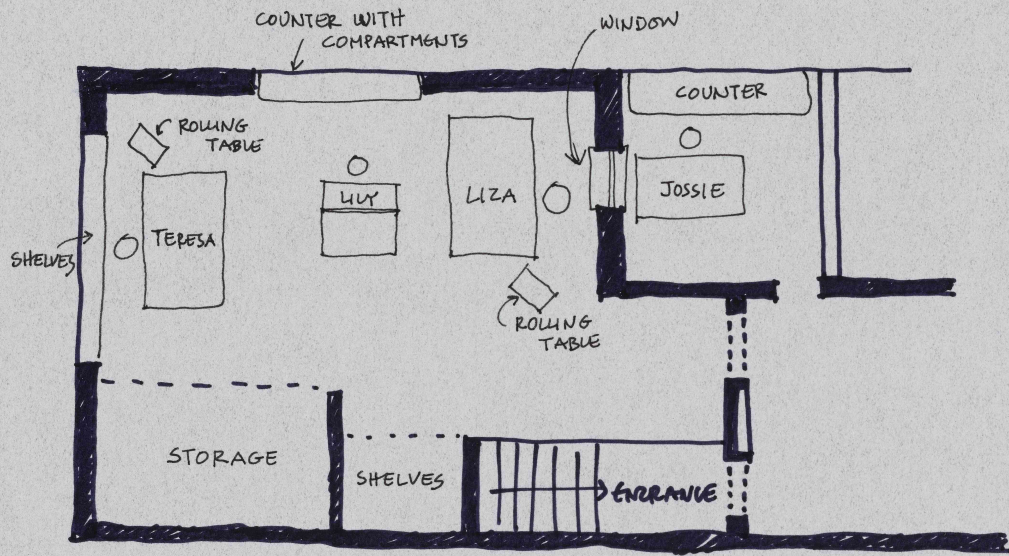 COUNTER WITH
COMPARTMENTS
WINDOW
COUNTER
ROLLING
TABLE
LILY
LIZA
JOSSIE
TERESA
SHELVES
ROLLING
TABLE
STORAGE
SHELVES
ENTRANCE